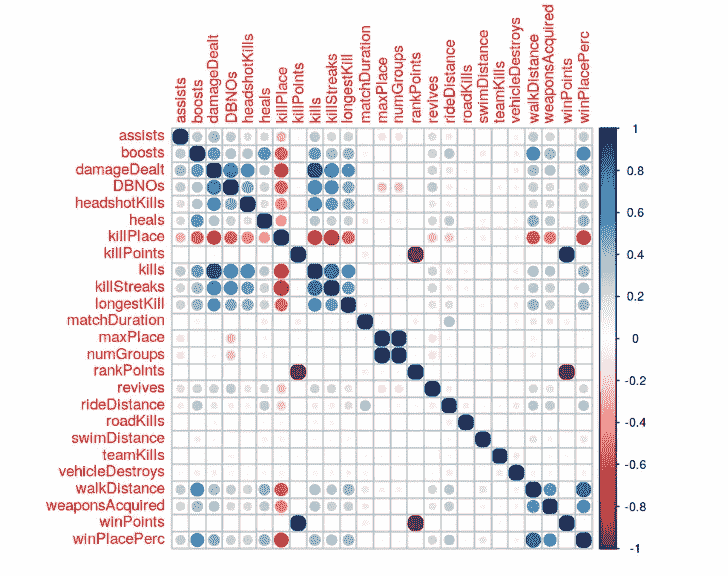 assists
boosts
damageDealt
DBNOs
headshotKills
heals
killPlace
killPoints
kills
killStreaks
longestKill
matchDuration
maxPlace
numGroups
rankPoints
revives
rideDistance
roadKills
swimDistance
teamKills
vehicleDestroys
walkDistance
weaponsAcquired
winPoints
winPlacePerc
assists
boosts
damageDealt
DBNOs
headshotKills
heals
killPlace
killPoints
kills
killStreaks
longestKill
matchDuration
maxPlace
numGroups
rankPoints
revives
rideDistance
roadKills
swimDistance
teamKills
vehicleDestroys
walkDistance
weaponsAcquired
winPoints
winPlacePerc
1
0.8
0.6
0.4
0.2
0
-0.2
-0.4
-0.6
-0.8
-1